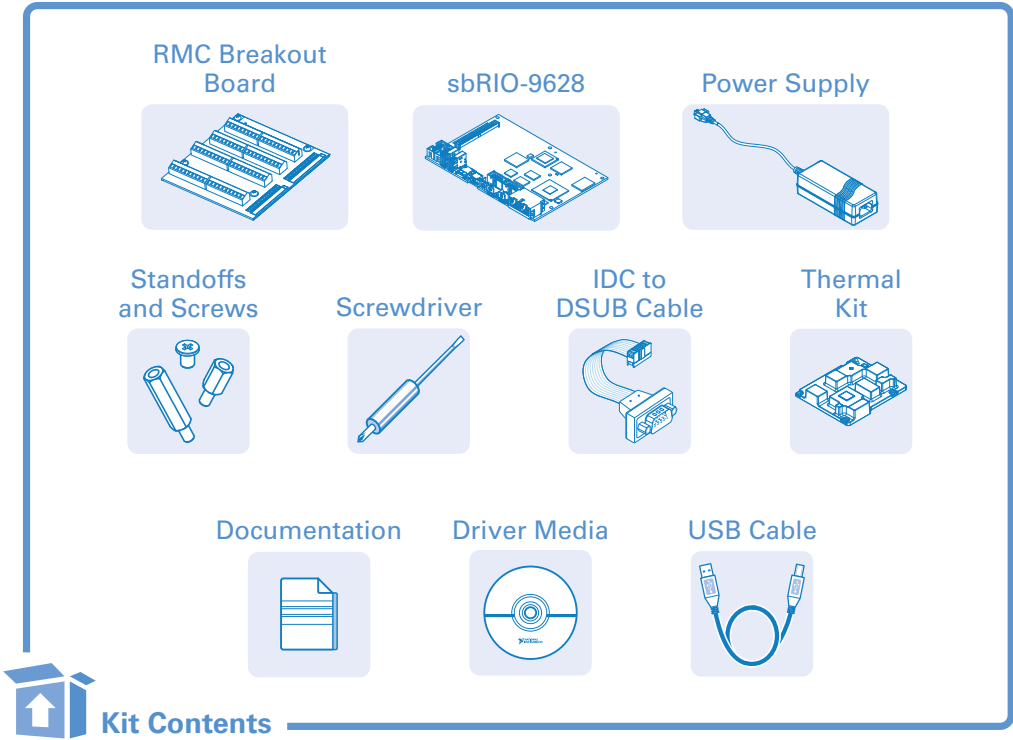 RMC Breakout
Board
sbRIO-9628
Power Supply
Standoffs
and Screws
Screwdriver
IDC to
DSUB Cable
Thermal
Kit
Documentation
Driver Media
USB Cable
Kit Contents